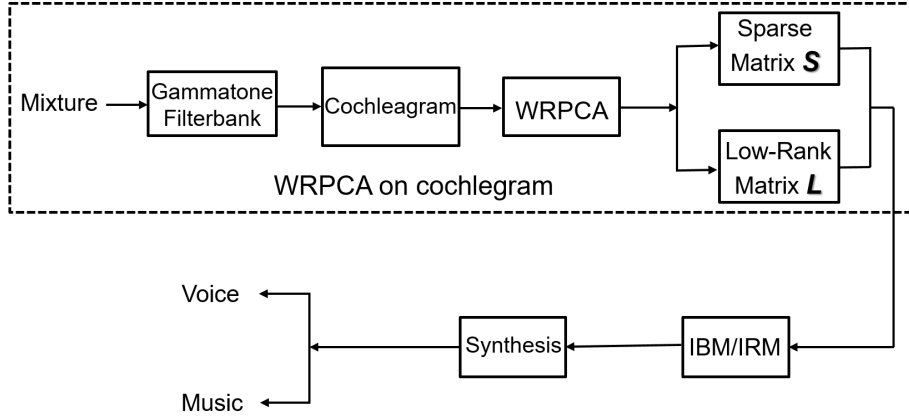 Mixture
Gammatone
Filterbank
Cochleagram
WRPCA
Sparse
Matrix S
Low-Rank
Matrix L
WRPCA on cochlegram
Voice
Music
Synthesis
IBM/IRM